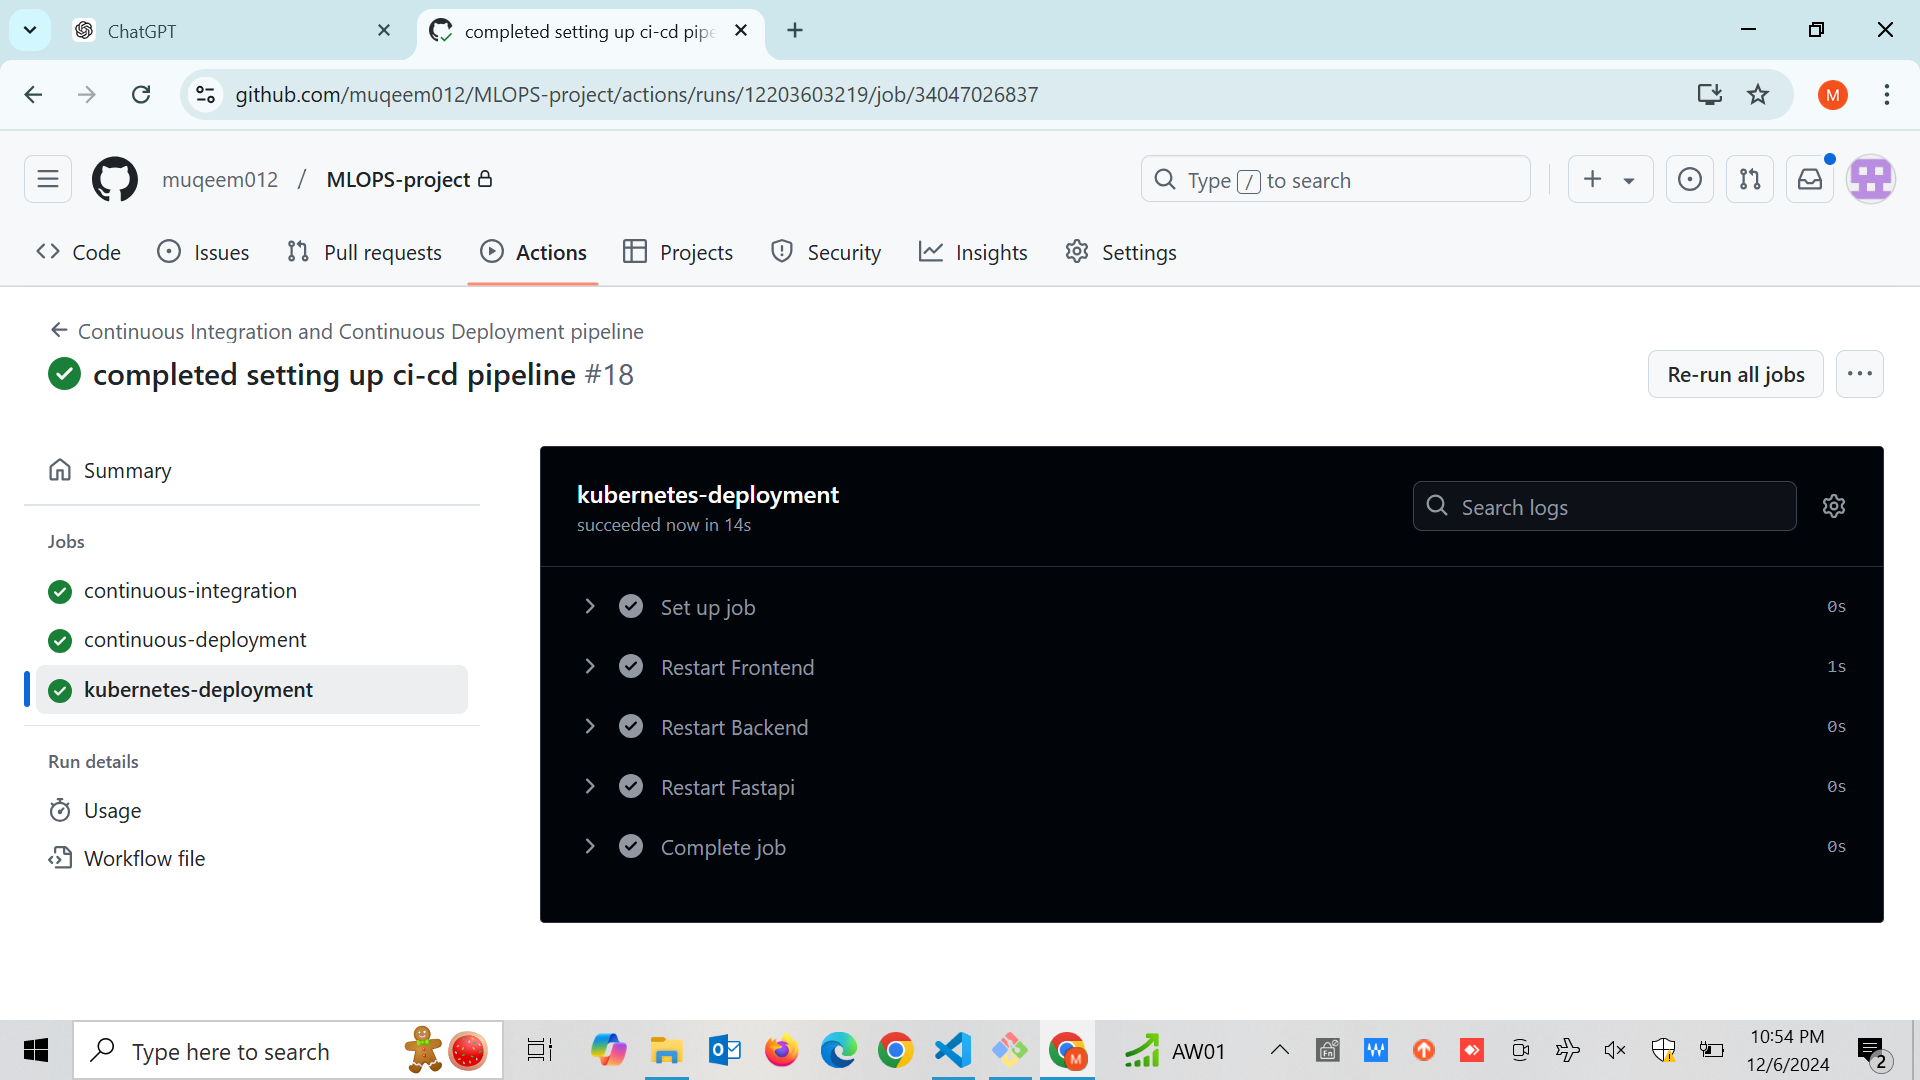 ChatGPT
completed setting up ci-cd pipe
github.com/muqeem012/MLOPS-project/actions/runs/12203603219/job/34047026837
M
muqeem012 / MLOPS-project
Type / to search
Code
Issues
Pull requests
Actions
Projects
Security
Insights
Settings
Continuous Integration and Continuous Deployment pipeline
completed setting up ci-cd pipeline #18
Re-run all jobs
Summary
Jobs
continuous-integration
continuous-deployment
kubernetes-deployment
Run details
Usage
Workflow file
kubernetes-deployment
succeeded now in 14s
Search logs
Set up job 0s
Restart Frontend 1s
Restart Backend 0s
Restart Fastapi 0s
Complete job 0s
Type here to search
M
AW01
Fn
10:54 PM
12/6/2024
2